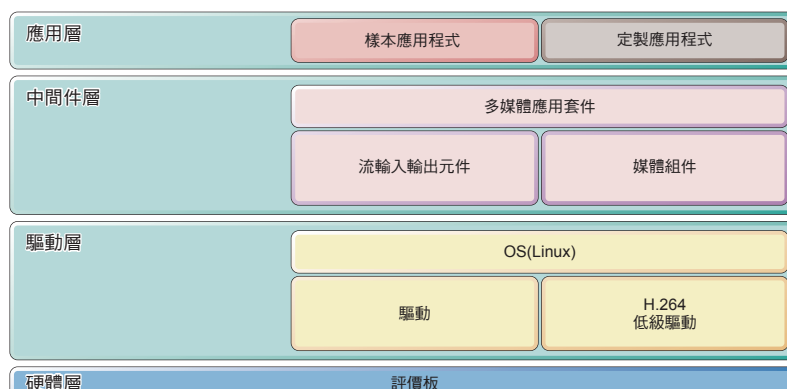 應用層
樣本應用程式
定製應用程式
中間件層
多媒體應用套件
流輸入輸出元件
媒體組件
驅動層
OS(Linux)
驅動
H.264
低級驅動
硬體層
評價板